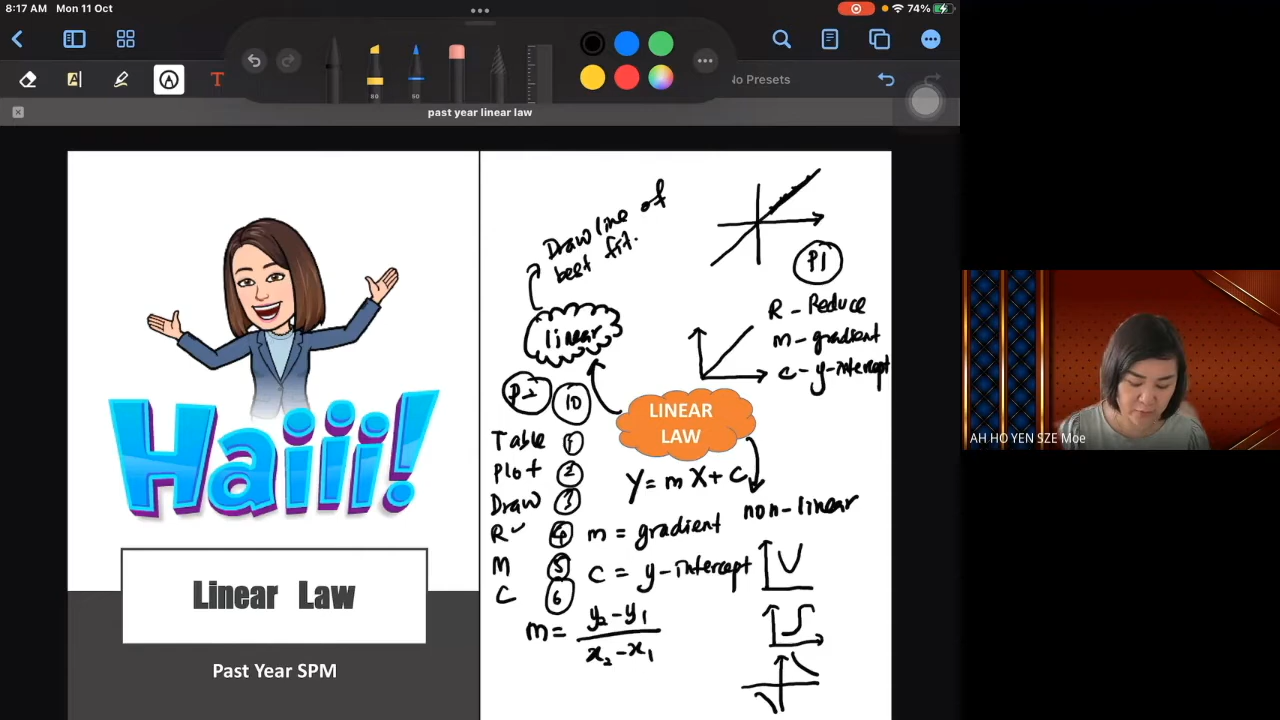 8:17 AM Mon 11 Oct
74%
80
60
No Presets
A
T
past year linear law
Haiii!
Linear Law
Past Year SPM
Draw line of
best fit.
linear
P2 10
Table 1
Plot 2
Draw 3
R 4
M 5
C 6
LINEAR
LAW
Y = m X + c
m = gradient
c = y-intercept
m = y₂ - y₁
x₂ - x₁
P1
R - Reduce
m - gradient
c - y-intercept
non-linear
AH HO YEN SZE Moe